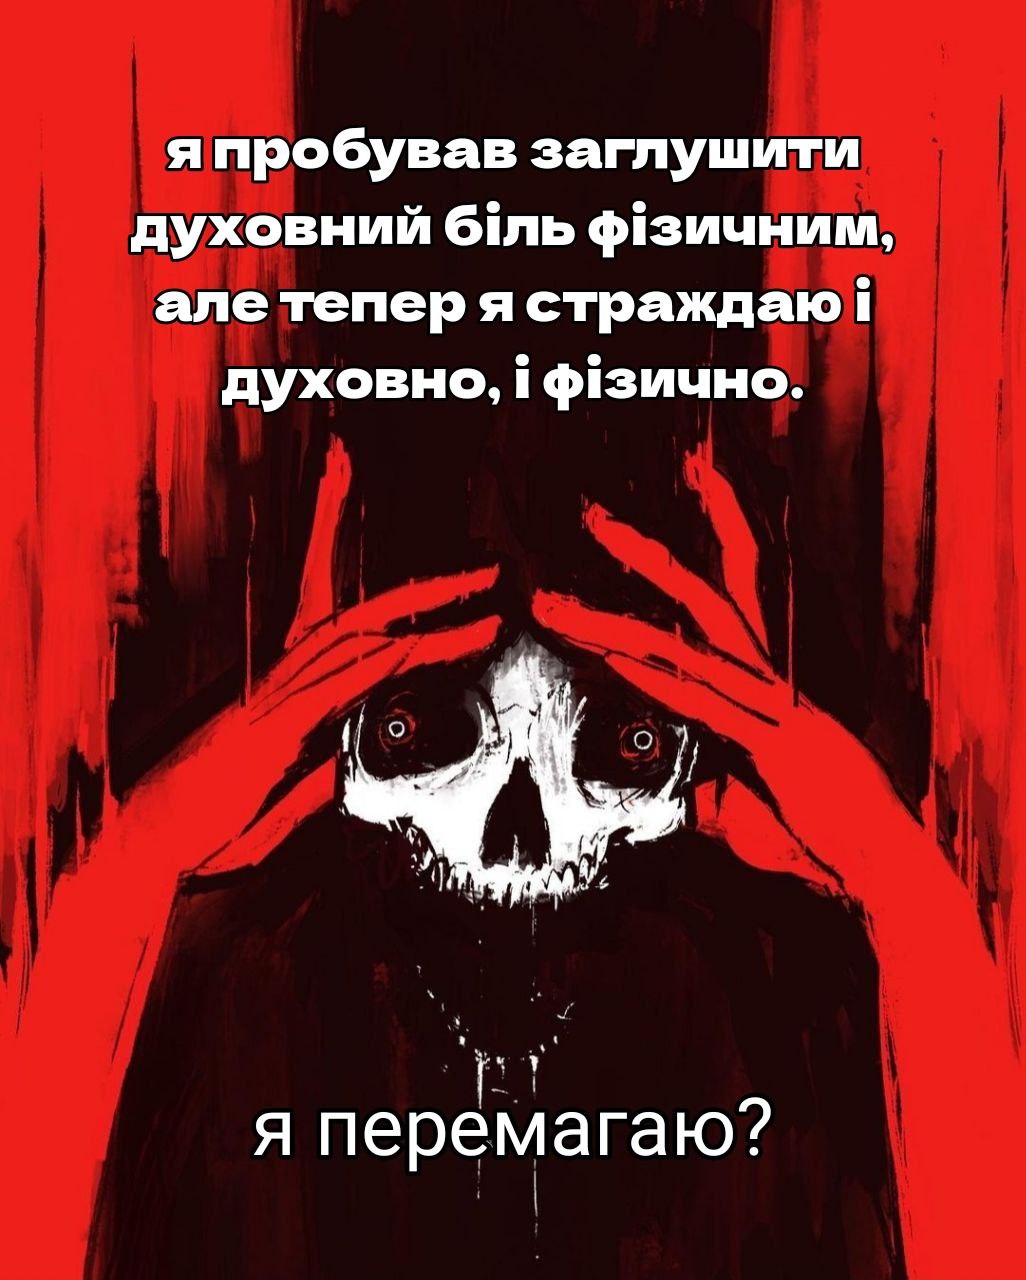 я пробував заглушити
духовний біль фізичним,
але тепер я страждаю і
духовно, і фізично.
я перемагаю?